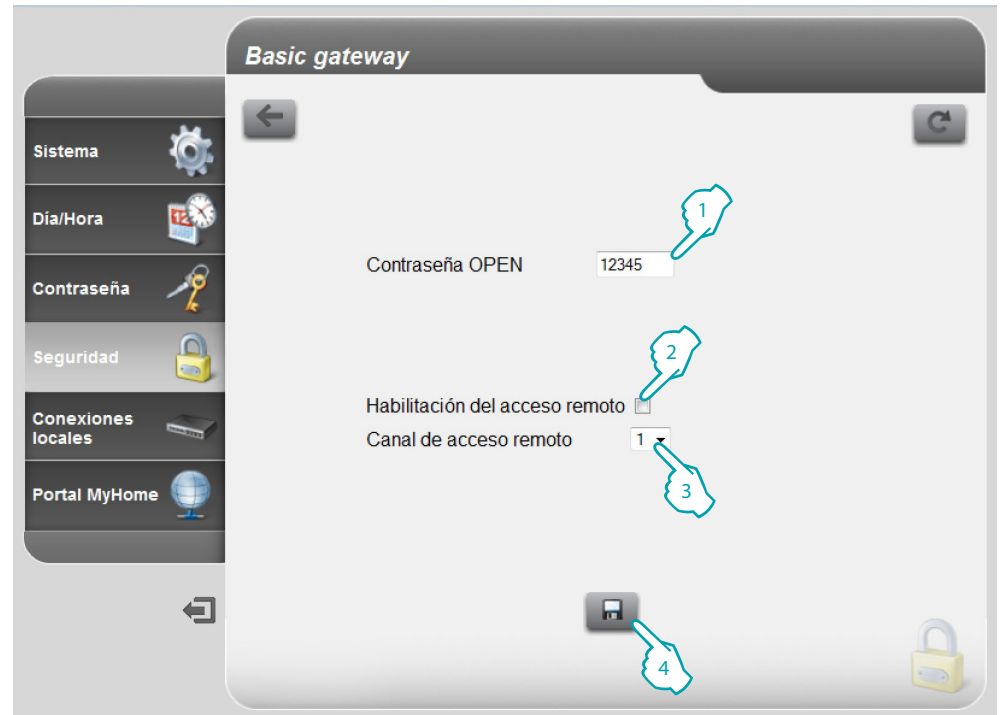 Basic gateway
Sistema
Día/Hora
12
Contraseña
Seguridad
Conexiones
locales
Portal MyHome
Contraseña OPEN 12345
1
2
Habilitación del acceso remoto
Canal de acceso remoto 1
3
4